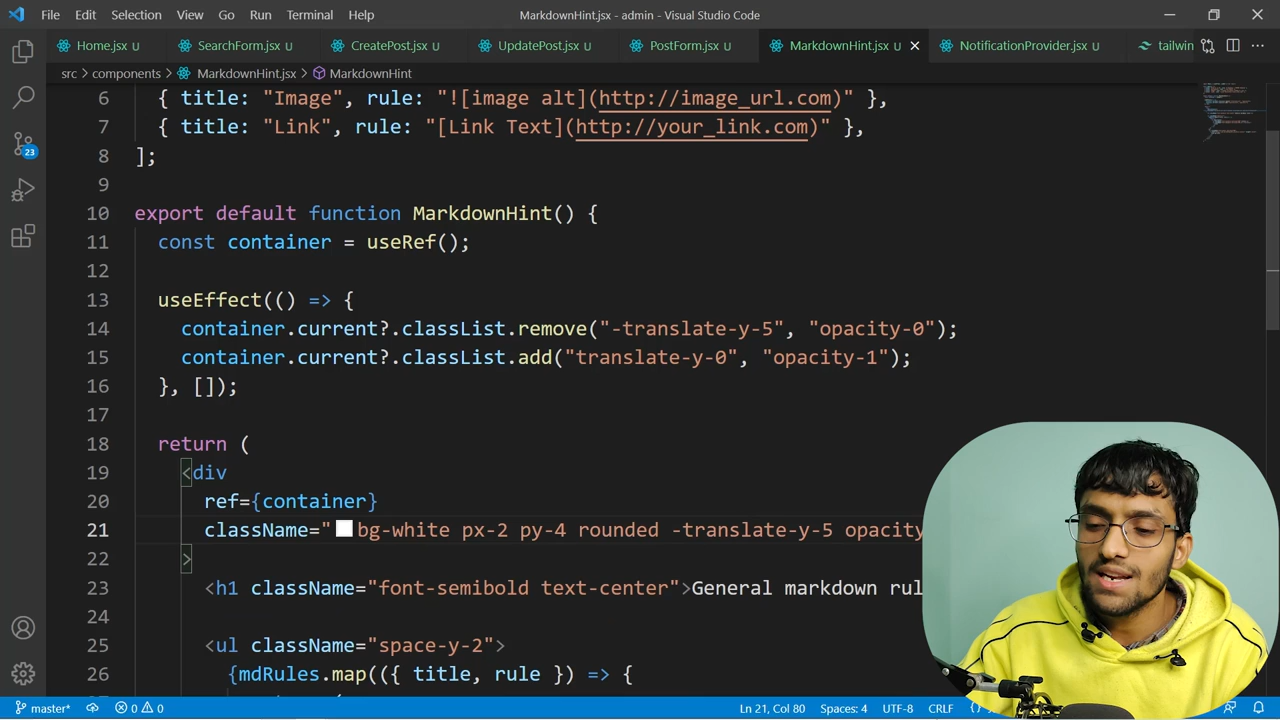 File Edit Selection View Go Run Terminal Help MarkdownHint.jsx - admin - Visual Studio Code
Home.jsx SearchForm.jsx CreatePost.jsx UpdatePost.jsx PostForm.jsx MarkdownHint.jsx NotificationProvider.jsx tailwin
src > components > MarkdownHint.jsx > MarkdownHint
6 { title: "Image", rule: "![image alt](http://image_url.com)" },
7 { title: "Link", rule: "[Link Text](http://your_link.com)" },
8 ];
9
10 export default function MarkdownHint() {
11 const container = useRef();
12
13 useEffect(() => {
14 container.current?.classList.remove("-translate-y-5", "opacity-0");
15 container.current?.classList.add("translate-y-0", "opacity-1");
16 }, []);
17
18 return (
19 <div
20 ref={container}
21 className="bg-white px-2 py-4 rounded -translate-y-5 opacity
22 >
23 <h1 className="font-semibold text-center">General markdown rul
24
25 <ul className="space-y-2">
26 {mdRules.map(({ title, rule }) => {
23
master* 0 0 Ln 21, Col 80 Spaces: 4 UTF-8 CRLF